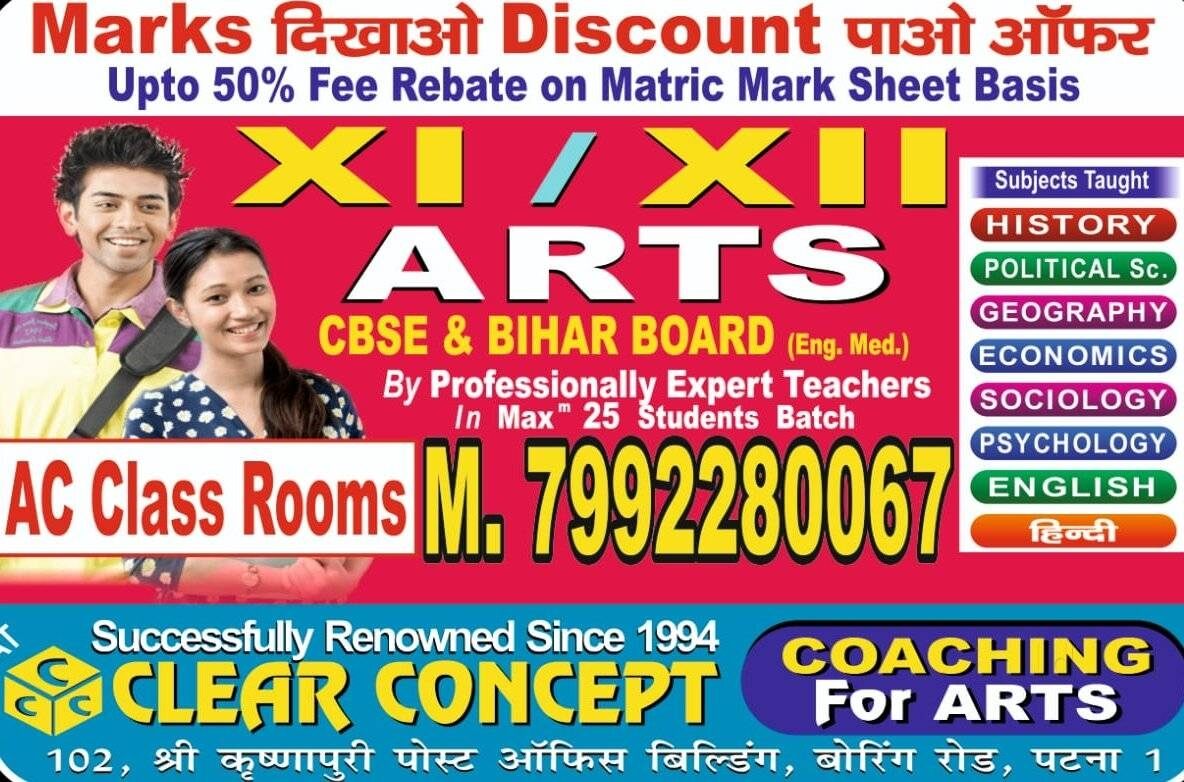 Marks दिखाओ Discount पाओ ऑफर
Upto 50% Fee Rebate on Matric Mark Sheet Basis
XI / XII
ARTS
CBSE & BIHAR BOARD (Eng. Med.)
By Professionally Expert Teachers
In Max^m 25 Students Batch
AC Class Rooms
M. 7992280067
Subjects Taught
HISTORY
POLITICAL Sc.
GEOGRAPHY
ECONOMICS
SOCIOLOGY
PSYCHOLOGY
ENGLISH
हिन्दी
Successfully Renowned Since 1994
C C C
CLEAR CONCEPT
COACHING
For ARTS
102, श्री कृष्णापुरी पोस्ट ऑफिस बिल्डिंग, बोरिंग रोड, पटना 1